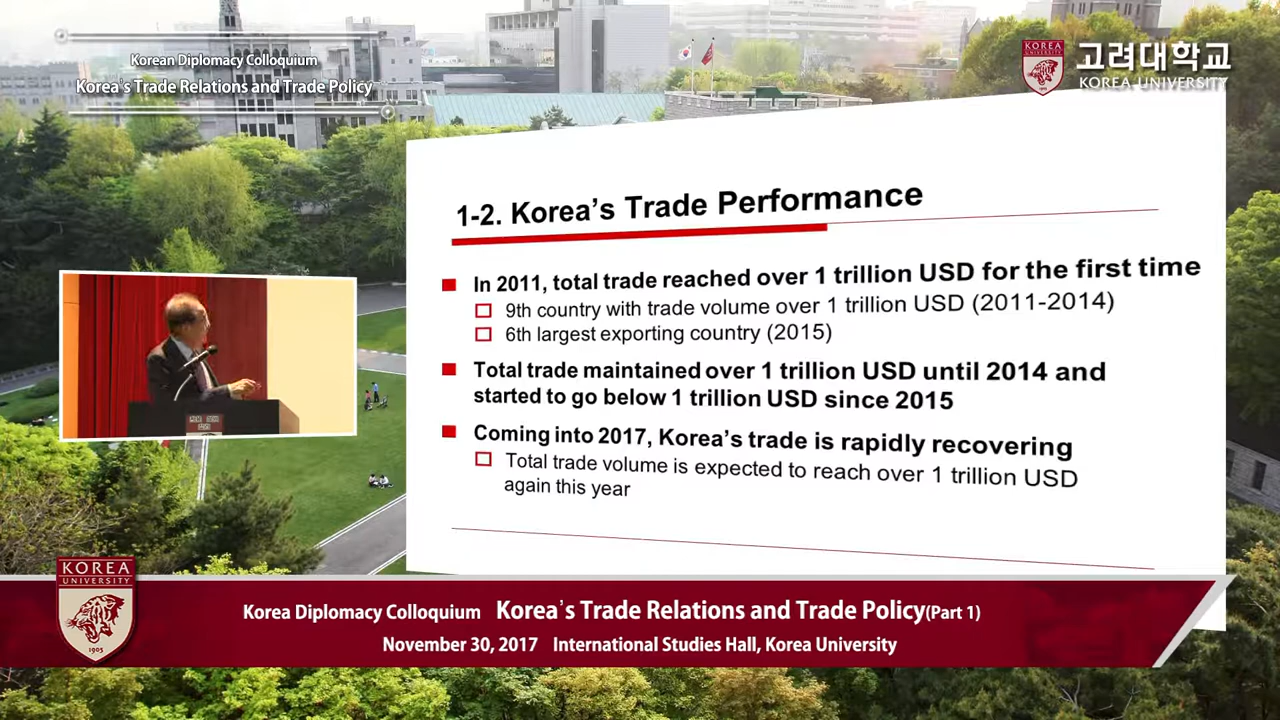 Korean Diplomacy Colloquium
Korea's Trade Relations and Trade Policy
KOREA
UNIVERSITY
1905
고려대학교
KOREA UNIVERSITY
1-2. Korea's Trade Performance
In 2011, total trade reached over 1 trillion USD for the first time
9th country with trade volume over 1 trillion USD (2011-2014)
6th largest exporting country (2015)
Total trade maintained over 1 trillion USD until 2014 and
started to go below 1 trillion USD since 2015
Coming into 2017, Korea's trade is rapidly recovering
Total trade volume is expected to reach over 1 trillion USD
again this year
KOREA
UNIVERSITY
1905
Korea Diplomacy Colloquium Korea's Trade Relations and Trade Policy(Part 1)
November 30, 2017 International Studies Hall, Korea University